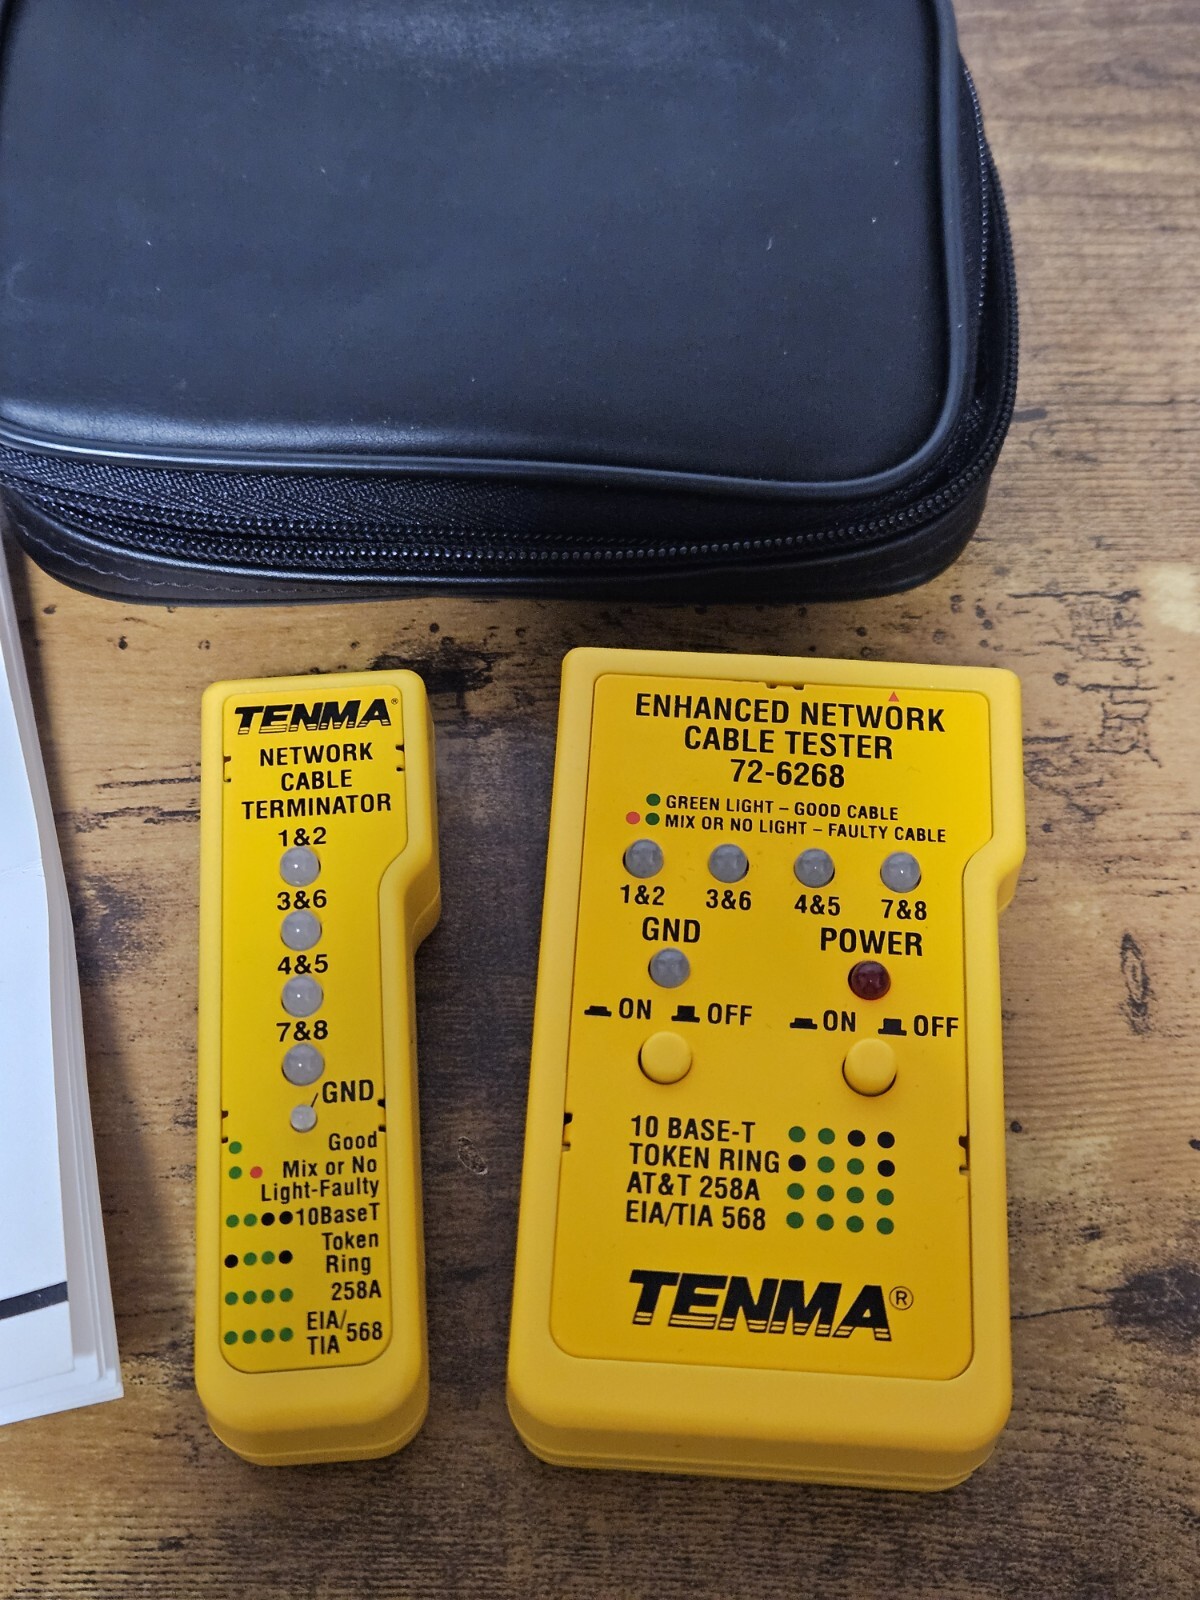 TENMA®
NETWORK
CABLE
TERMINATOR
1&2
3&6
4&5
7&8
GND
Good
Mix or No
Light-Faulty
10BaseT
Token
Ring
258A
EIA/
TIA 568
ENHANCED NETWORK
CABLE TESTER
72-6268
GREEN LIGHT – GOOD CABLE
MIX OR NO LIGHT – FAULTY CABLE
1&2 3&6 4&5 7&8
GND POWER
ON OFF ON OFF
10 BASE-T
TOKEN RING
AT&T 258A
EIA/TIA 568
TENMA®